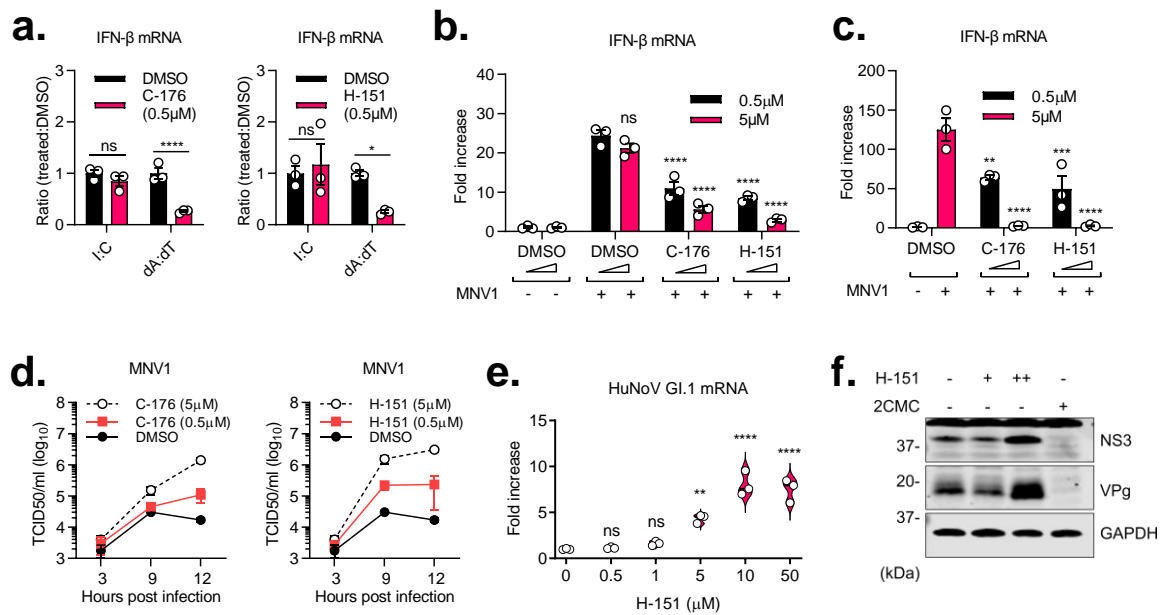 a.
IFN-β mRNA
Ratio (treated:DMSO)
3
2
1
0
DMSO
C-176
(0.5µM)
ns
****
I:C
dA:dT
IFN-β mRNA
Ratio (treated:DMSO)
3
2
1
0
DMSO
H-151
(0.5µM)
ns
*
I:C
dA:dT
b.
IFN-β mRNA
Fold increase
40
30
20
10
0
0.5µM
5µM
ns
**** ****
**** ****
DMSO DMSO C-176 H-151
MNV1 - - + + + + + +
c.
IFN-β mRNA
Fold increase
200
150
100
50
0
0.5µM
5µM
** ****
*** ****
DMSO C-176 H-151
MNV1 - + + + + +
d.
MNV1
TCID50/ml (log10)
8
7
6
5
4
3
C-176 (5µM)
C-176 (0.5µM)
DMSO
3 9 12
Hours post infection
MNV1
TCID50/ml (log10)
8
7
6
5
4
3
H-151 (5µM)
H-151 (0.5µM)
DMSO
3 9 12
Hours post infection
e.
HuNoV GI.1 mRNA
Fold increase
15
10
5
0
ns ns ** **** ****
0 0.5 1 5 10 50
H-151 (µM)
f.
H-151 - + ++ -
2CMC - - - +
37- NS3
20- VPg
37- GAPDH
(kDa)